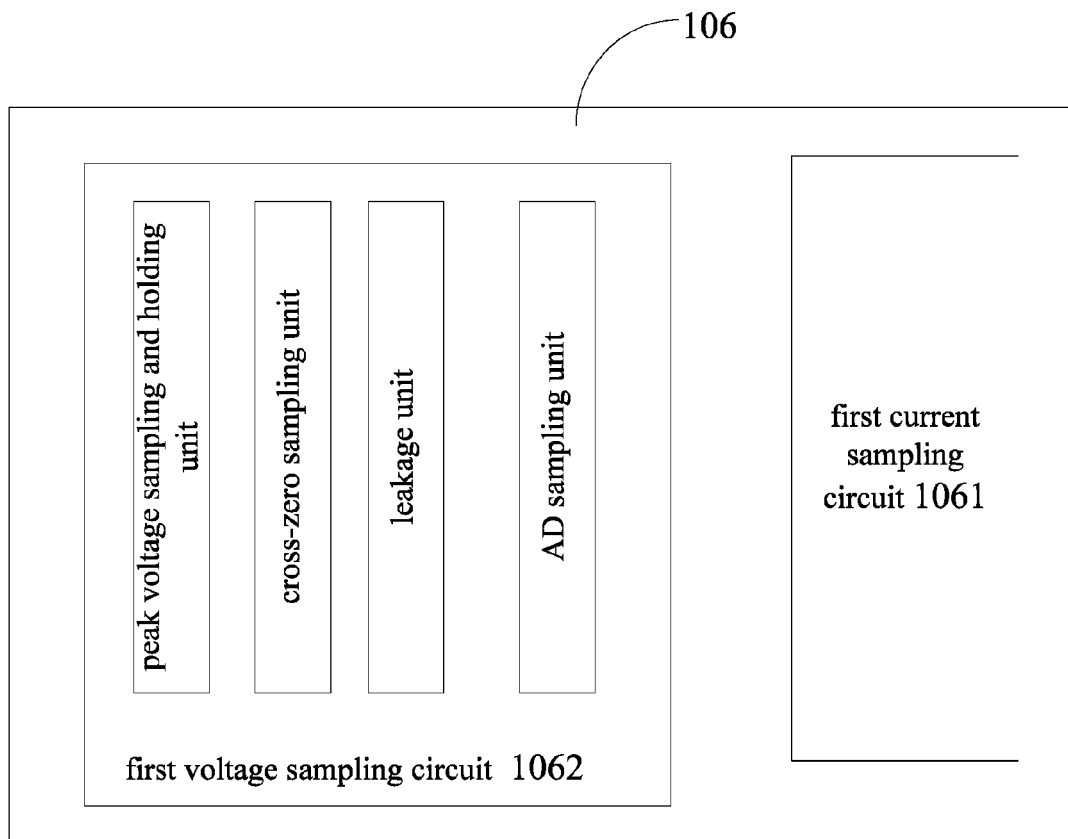 106
peak voltage sampling and holding
unit
cross-zero sampling unit
leakage unit
AD sampling unit
first voltage sampling circuit 1062
first current
sampling
circuit 1061